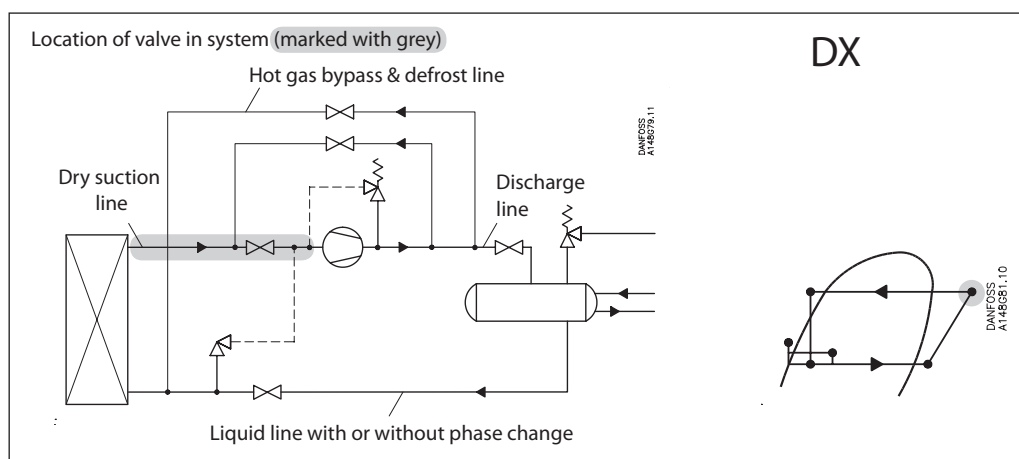 Location of valve in system (marked with grey)
DX
Hot gas bypass & defrost line
DANFOSS
A148G79.11
Dry suction
line
Discharge
line
DANFOSS
A148G81.10
Liquid line with or without phase change